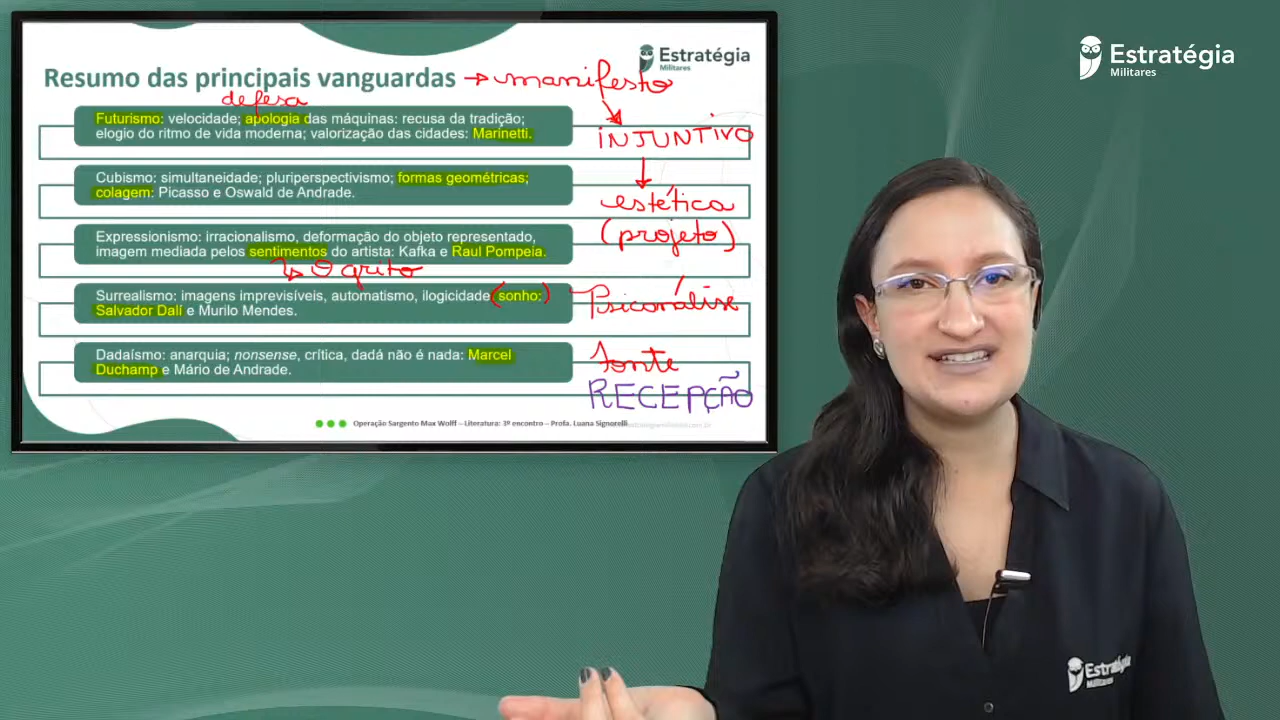 Estratégia
Militares
Estratégia
Militares
Resumo das principais vanguardas → manifesto
defesa
Futurismo: velocidade; apologia das máquinas: recusa da tradição;
elogio do ritmo de vida moderna; valorização das cidades: Marinetti.
INJUNTIVO
Cubismo: simultaneidade; pluriperspectivismo; formas geométricas;
colagem: Picasso e Oswald de Andrade.
estética
(projeto)
Expressionismo: irracionalismo, deformação do objeto representado,
imagem mediada pelos sentimentos do artista: Kafka e Raul Pompeia.
O grito
Surrealismo: imagens imprevisíveis, automatismo, ilogicidade (sonho;)
Salvador Dalí e Murilo Mendes.
Psicanálise
Dadaísmo: anarquia; nonsense, crítica, dadá não é nada: Marcel
Duchamp e Mário de Andrade.
fonte
RECEPÇÃO
Operação Sargento Max Wolff – Literatura: 3º encontro – Profa. Luana Signorelli
Estratégia
Militares